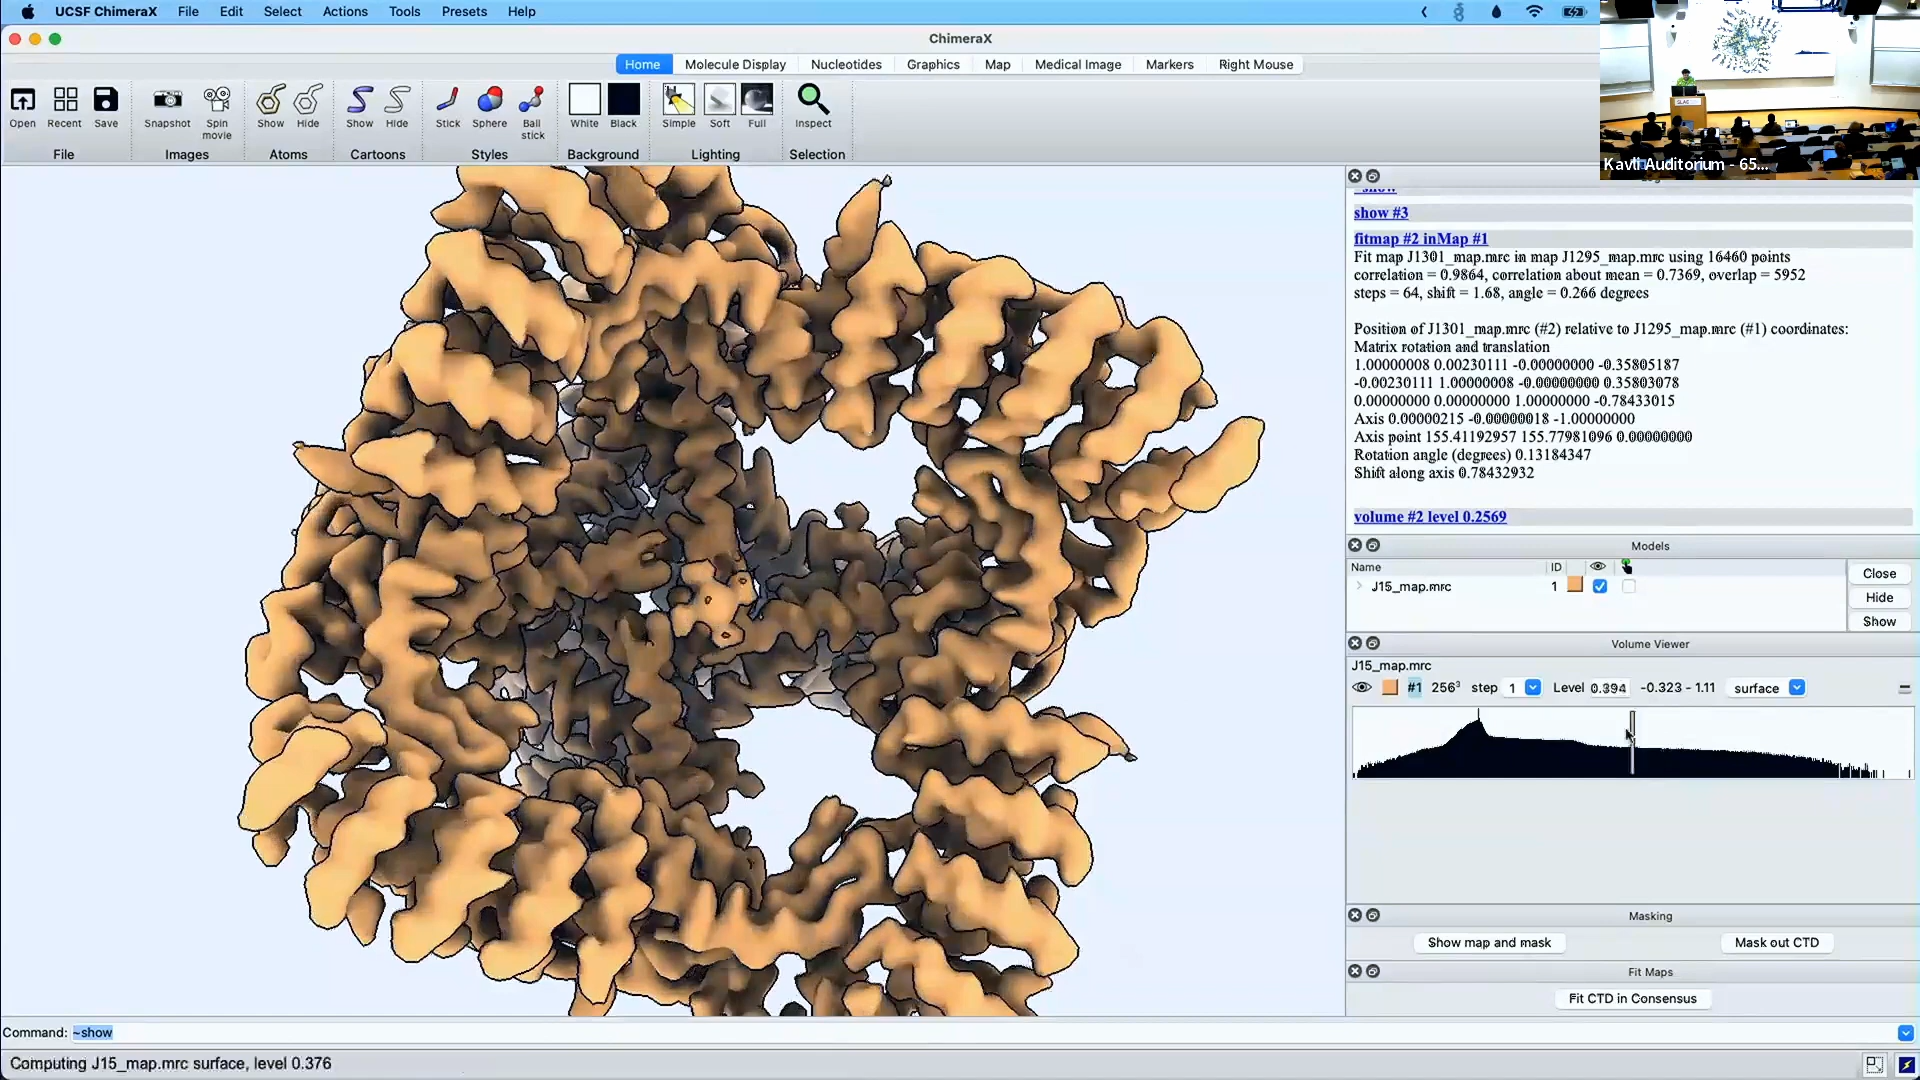 UCSF ChimeraX File Edit Select Actions Tools Presets Help
ChimeraX
Home Molecule Display Nucleotides Graphics Map Medical Image Markers Right Mouse
Open Recent Save Snapshot Spin movie Show Hide Show Hide Stick Sphere Ball stick White Black Simple Soft Full Inspect
File Images Atoms Cartoons Styles Background Lighting Selection
Kavli Auditorium - 65...
show #3
fitmap #2 inMap #1
Fit map J1301_map.mrc in map J1295_map.mrc using 16460 points
correlation = 0.9864, correlation about mean = 0.7369, overlap = 5952
steps = 64, shift = 1.68, angle = 0.266 degrees
Position of J1301_map.mrc (#2) relative to J1295_map.mrc (#1) coordinates:
Matrix rotation and translation
1.00000008 0.00230111 -0.00000000 -0.35805187
-0.00230111 1.00000008 -0.00000000 0.35803078
0.00000000 0.00000000 1.00000000 -0.78433015
Axis 0.00000215 -0.00000018 -1.00000000
Axis point 155.41192957 155.77981096 0.00000000
Rotation angle (degrees) 0.13184347
Shift along axis 0.78432932
volume #2 level 0.2569
Models
Name ID
J15_map.mrc 1
Close
Hide
Show
Volume Viewer
J15_map.mrc
#1 256³ step 1 Level 0.394 -0.323 - 1.11 surface
Masking
Show map and mask Mask out CTD
Fit Maps
Fit CTD in Consensus
Command: ~show
Computing J15_map.mrc surface, level 0.376